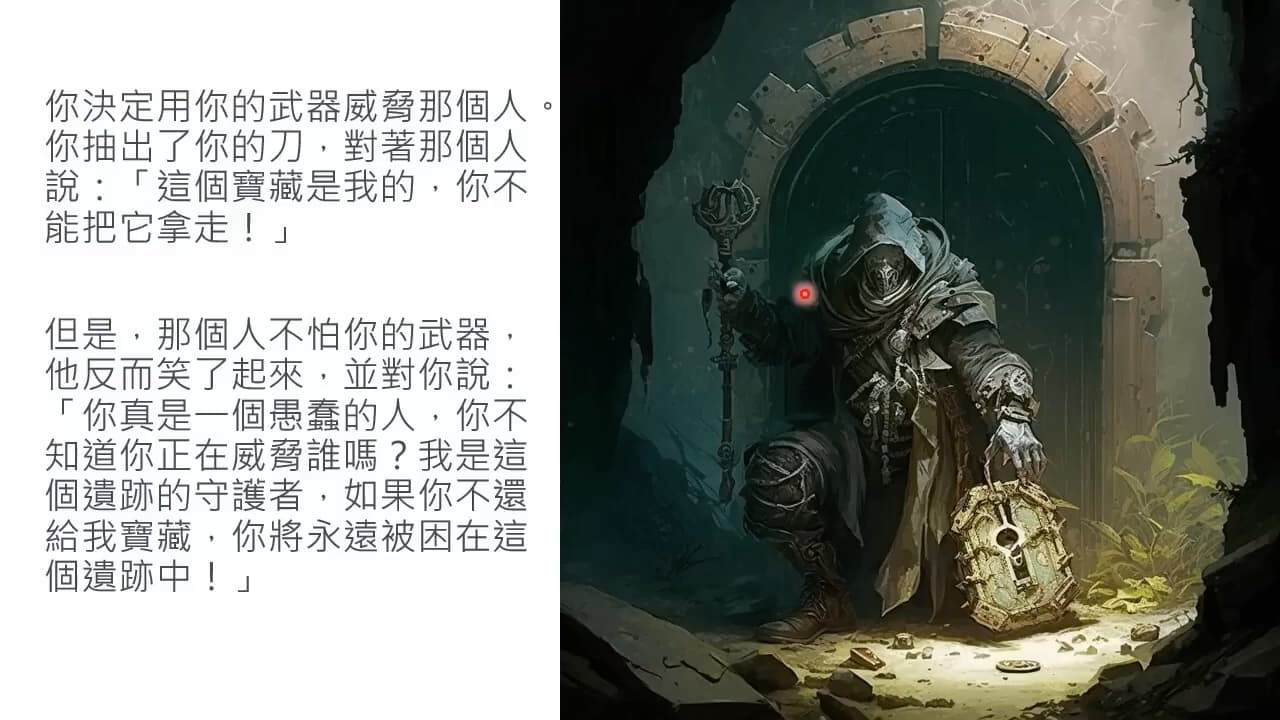 你決定用你的武器威脅那個人。
你抽出了你的刀，對著那個人
說：「這個寶藏是我的，你不
能把它拿走！」
但是，那個人不怕你的武器，
他反而笑了起來，並對你說：
「你真是一個愚蠢的人，你不
知道你正在威脅誰嗎？我是這
個遺跡的守護者，如果你不還
給我寶藏，你將永遠被困在這
個遺跡中！」